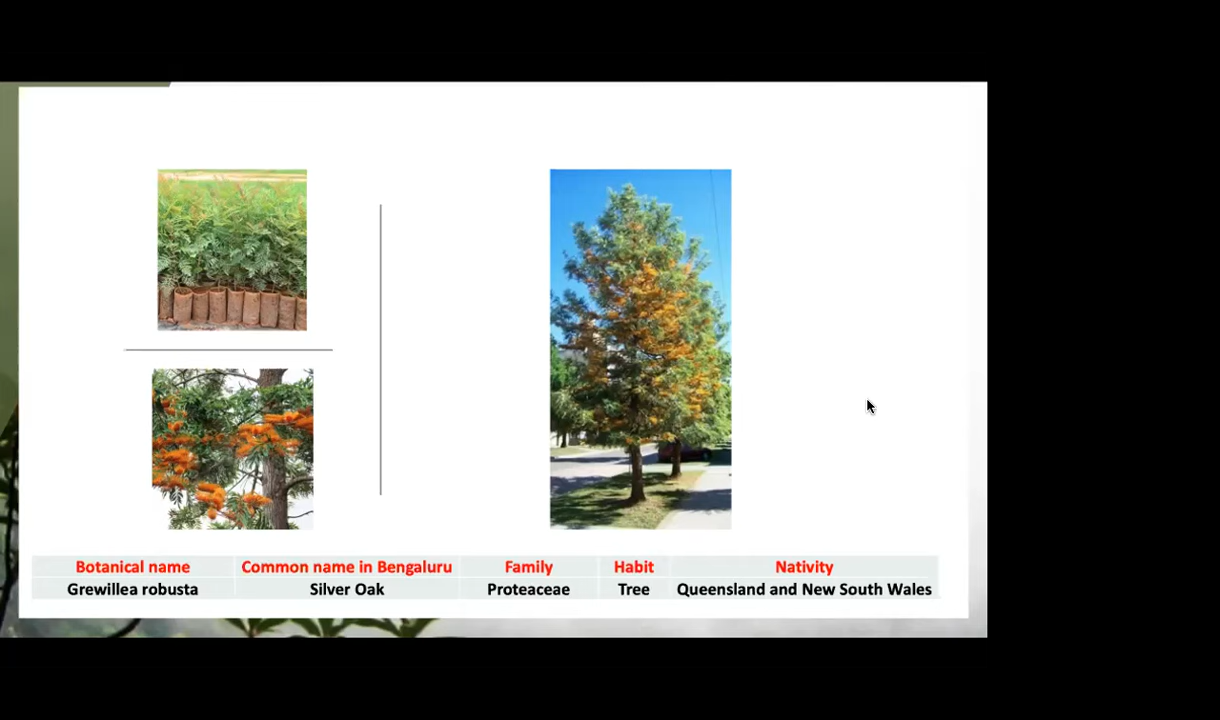 Botanical name Common name in Bengaluru Family Habit Nativity
Grewillea robusta Silver Oak Proteaceae Tree Queensland and New South Wales